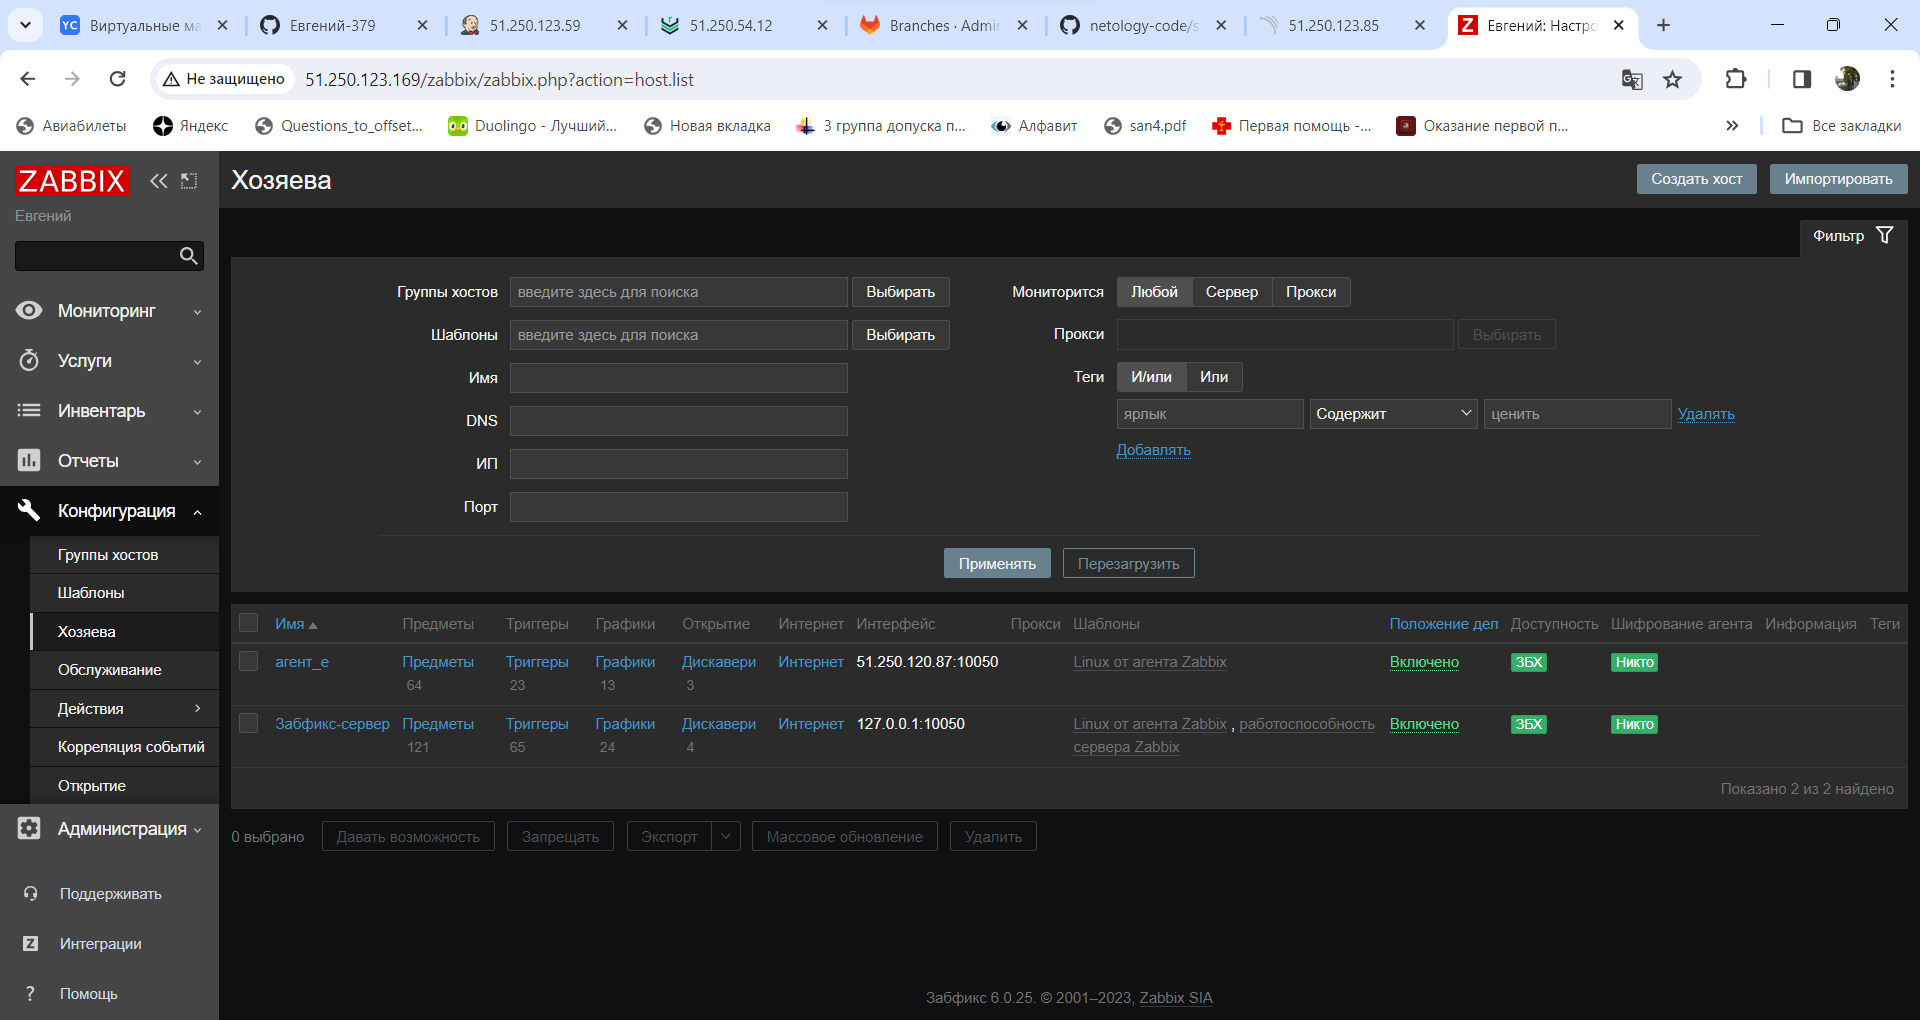 YC Виртуальные ма
Евгений-379
51.250.123.59
51.250.54.12
Branches · Admin
netology-code/s
51.250.123.85
Z Евгений: Настро
Не защищено
51.250.123.169/zabbix/zabbix.php?action=host.list
Авиабилеты
Яндекс
Questions_to_offset...
Duolingo - Лучший...
Новая вкладка
3 группа допуска п...
Алфавит
san4.pdf
Первая помощь -...
Оказание первой п...
Все закладки
ZABBIX
Евгений
Хозяева
Создать хост
Импортировать
Фильтр
Мониторинг
Услуги
Инвентарь
Отчеты
Конфигурация
Группы хостов
Шаблоны
Хозяева
Обслуживание
Действия
Корреляция событий
Открытие
Администрация
Поддерживать
Z Интеграции
? Помощь
Группы хостов введите здесь для поиска Выбирать
Шаблоны введите здесь для поиска Выбирать
Имя
DNS
ИП
Порт
Мониторится Любой Сервер Прокси
Прокси Выбирать
Теги И/или Или
ярлык Содержит ценить Удалять
Добавлять
Применять Перезагрузить
Имя Предметы Триггеры Графики Открытие Интернет Интерфейс Прокси Шаблоны Положение дел Доступность Шифрование агента Информация Теги
агент_е Предметы Триггеры Графики Дискавери Интернет 51.250.120.87:10050 Linux от агента Zabbix Включено ЗБХ Никто
64 23 13 3
Забфикс-сервер Предметы Триггеры Графики Дискавери Интернет 127.0.0.1:10050 Linux от агента Zabbix , работоспособность Включено ЗБХ Никто
121 65 24 4 сервера Zabbix
Показано 2 из 2 найдено
0 выбрано Давать возможность Запрещать Экспорт Массовое обновление Удалить
Забфикс 6.0.25. © 2001–2023, Zabbix SIA